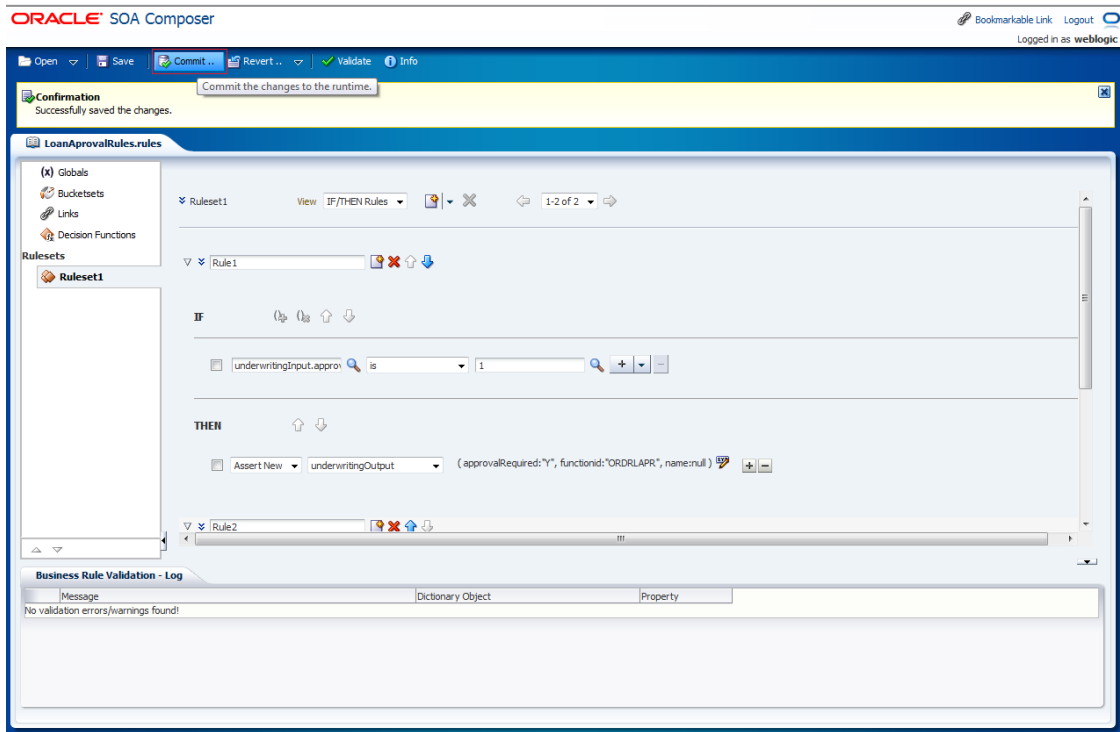 ORACLE SOA Composer
Bookmarkable Link Logout
Logged in as weblogic
Open Save Commit .. Revert .. Validate Info
Commit the changes to the runtime.
Confirmation
Successfully saved the changes.
LoanAprovalRules.rules
(x) Globals
Bucketsets
Links
Decision Functions
Rulesets
Ruleset1
Ruleset1 View IF/THEN Rules 1-2 of 2
Rule1
IF
underwritingInput.approv is 1
THEN
Assert New underwritingOutput ( approvalRequired:"Y", functionid:"ORDRLAPR", name:null )
Rule2
Business Rule Validation - Log
Message Dictionary Object Property
No validation errors/warnings found!